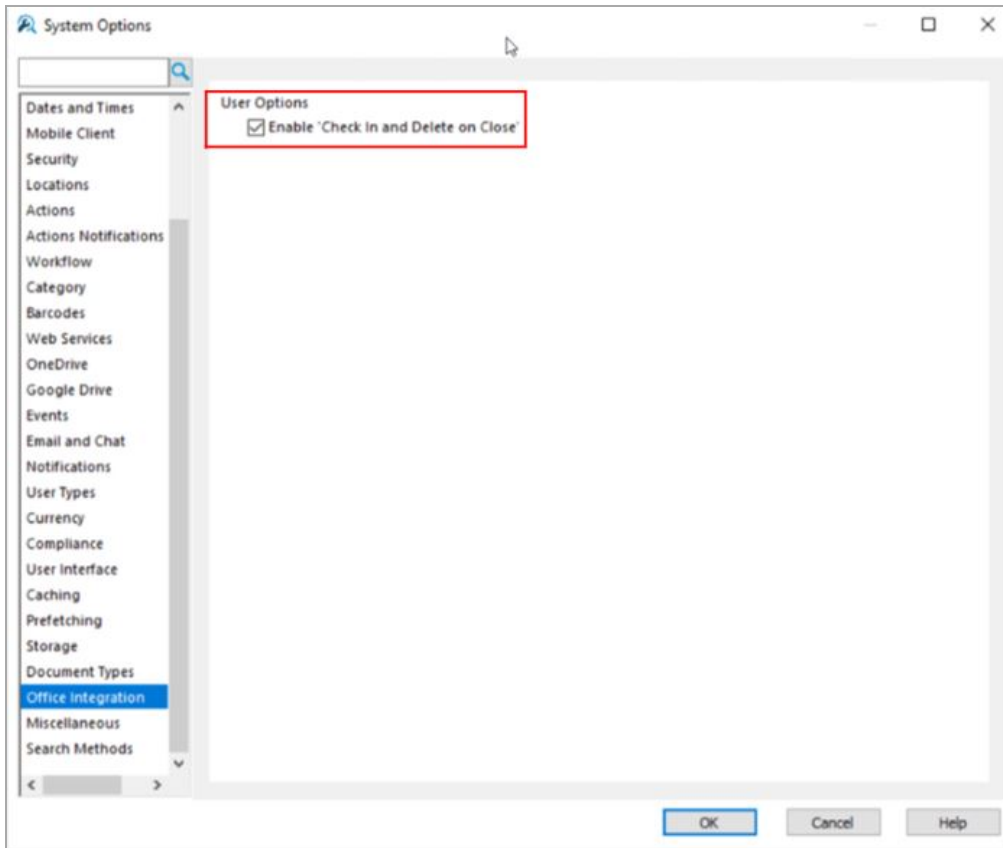 System Options
User Options
Enable 'Check In and Delete on Close'
Dates and Times
Mobile Client
Security
Locations
Actions
Actions Notifications
Workflow
Category
Barcodes
Web Services
OneDrive
Google Drive
Events
Email and Chat
Notifications
User Types
Currency
Compliance
User Interface
Caching
Prefetching
Storage
Document Types
Office Integration
Miscellaneous
Search Methods
OK
Cancel
Help